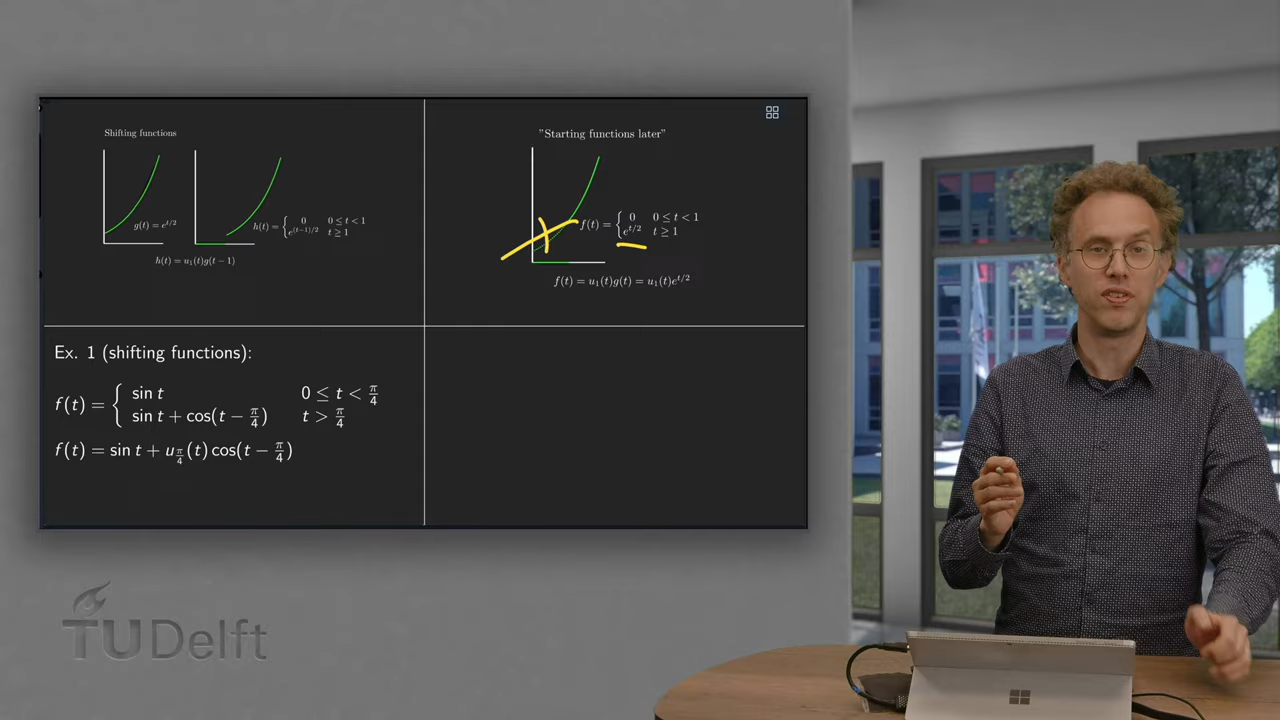 Shifting functions
g(t) = e^{t/2}
h(t) = { 0 0 ≤ t < 1
e^{(t−1)/2} t ≥ 1
h(t) = u_1(t)g(t − 1)
"Starting functions later"
f(t) = { 0 0 ≤ t < 1
e^{t/2} t ≥ 1
f(t) = u_1(t)g(t) = u_1(t)e^{t/2}
Ex. 1 (shifting functions):
f(t) = { sin t 0 ≤ t < π/4
sin t + cos(t − π/4) t > π/4
f(t) = sin t + u_{π/4}(t) cos(t − π/4)
TUDelft